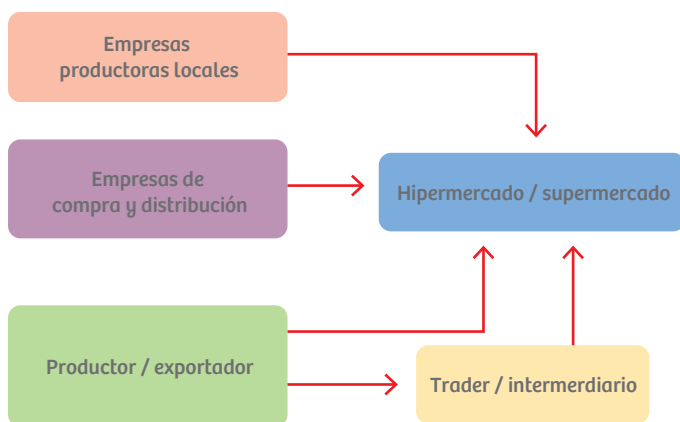 Empresas
productoras locales
Empresas de
compra y distribución
Hipermercado / supermercado
Productor / exportador
Trader / intermerdiario